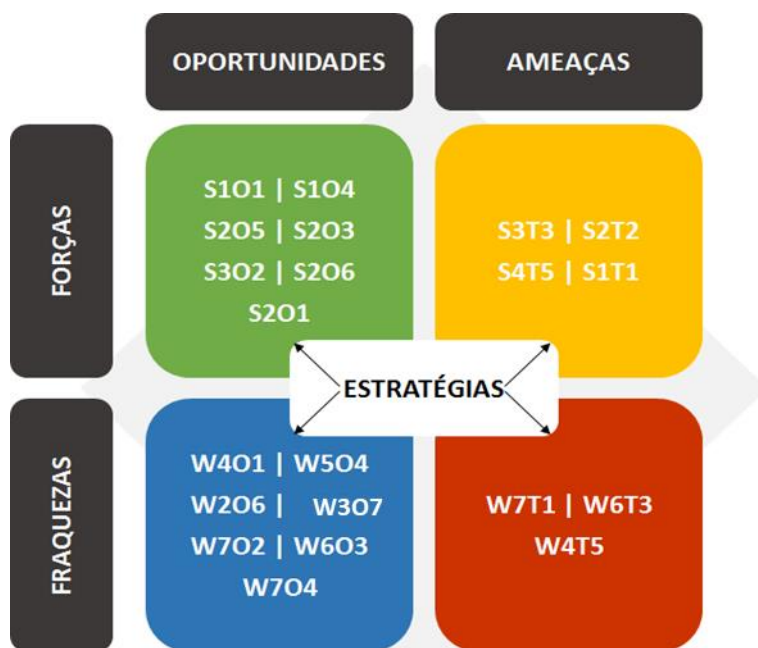 OPORTUNIDADES
AMEAÇAS
FORÇAS
S1O1 | S1O4
S2O5 | S2O3
S3O2 | S2O6
S2O1
S3T3 | S2T2
S4T5 | S1T1
ESTRATÉGIAS
FRAQUEZAS
W4O1 | W5O4
W2O6 | W3O7
W7O2 | W6O3
W7O4
W7T1 | W6T3
W4T5